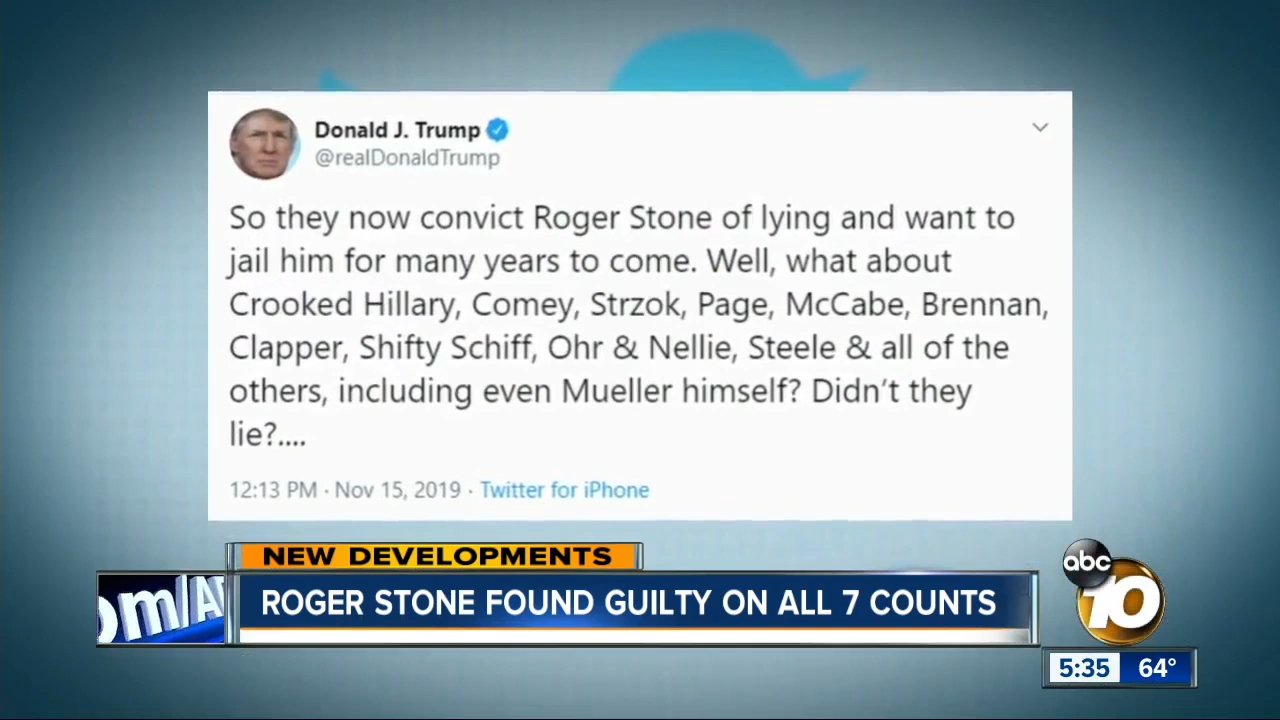 Donald J. Trump
@realDonaldTrump
So they now convict Roger Stone of lying and want to
jail him for many years to come. Well, what about
Crooked Hillary, Comey, Strzok, Page, McCabe, Brennan,
Clapper, Shifty Schiff, Ohr & Nellie, Steele & all of the
others, including even Mueller himself? Didn’t they
lie?....
12:13 PM · Nov 15, 2019 · Twitter for iPhone
NEW DEVELOPMENTS
om/A
ROGER STONE FOUND GUILTY ON ALL 7 COUNTS
abc
10
5:35 64°